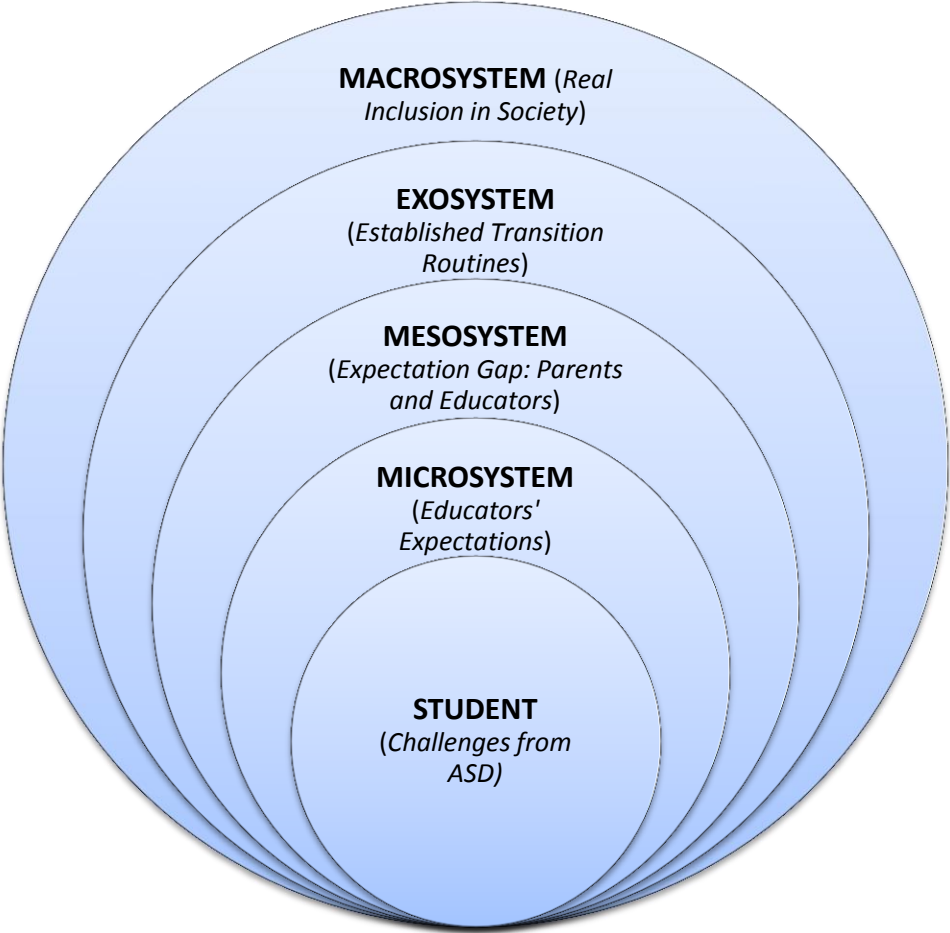 MACROSYSTEM (Real
Inclusion in Society)
EXOSYSTEM
(Established Transition
Routines)
MESOSYSTEM
(Expectation Gap: Parents
and Educators)
MICROSYSTEM
(Educators'
Expectations)
STUDENT
(Challenges from
ASD)